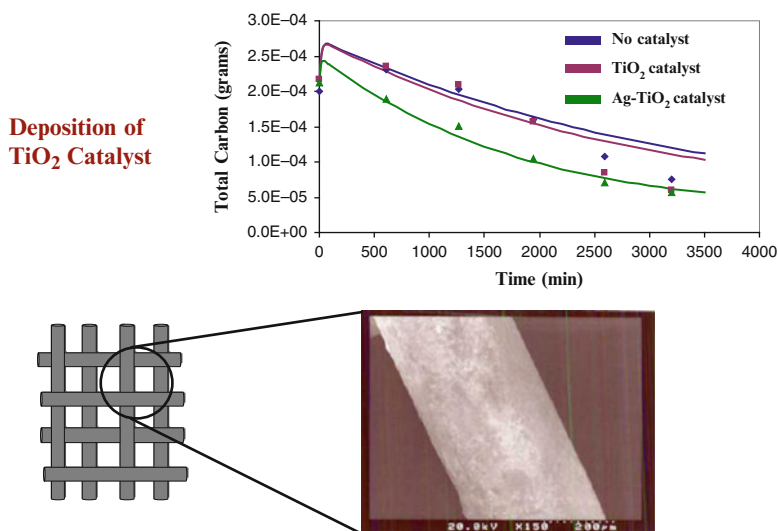 3.0E–04
2.5E–04
2.0E–04
1.5E–04
1.0E–04
5.0E–05
0.0E+00
Total Carbon (grams)
0 500 1000 1500 2000 2500 3000 3500 4000
Time (min)
No catalyst
TiO₂ catalyst
Ag-TiO₂ catalyst
Deposition of
TiO₂ Catalyst
20.0kV X150 200μm